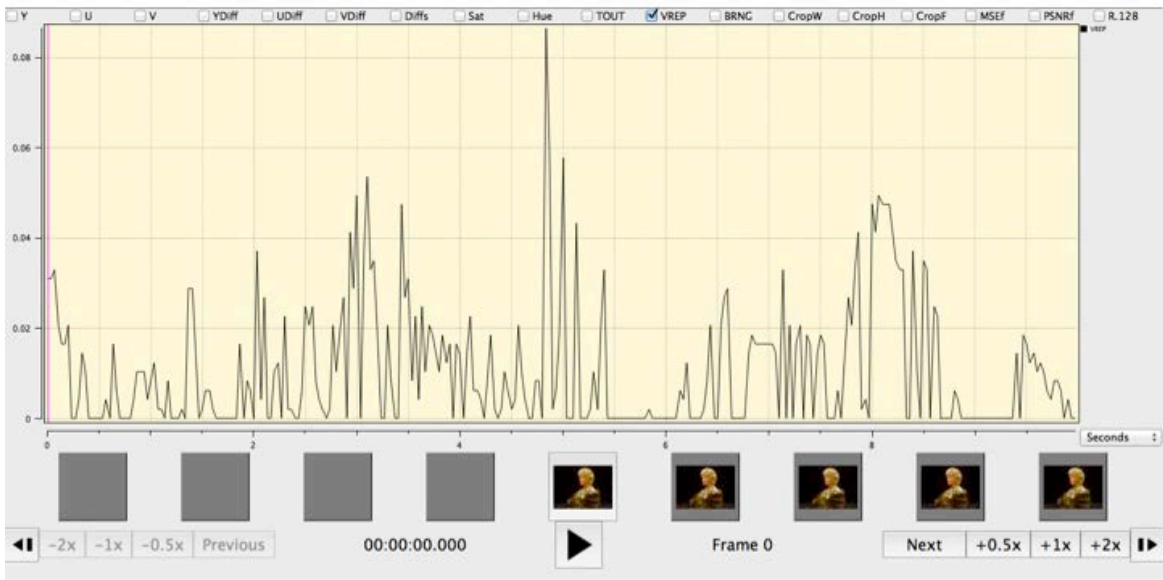 Y U V YDiff UDiff VDiff Diffs Sat Hue TOUT VREP BRNG CropW CropH CropF MSEf PSNRf R.128
VREP
0.08
0.06
0.04
0.02
0
0 2 4 6 8
Seconds
-2x -1x -0.5x Previous 00:00:00.000 Frame 0 Next +0.5x +1x +2x